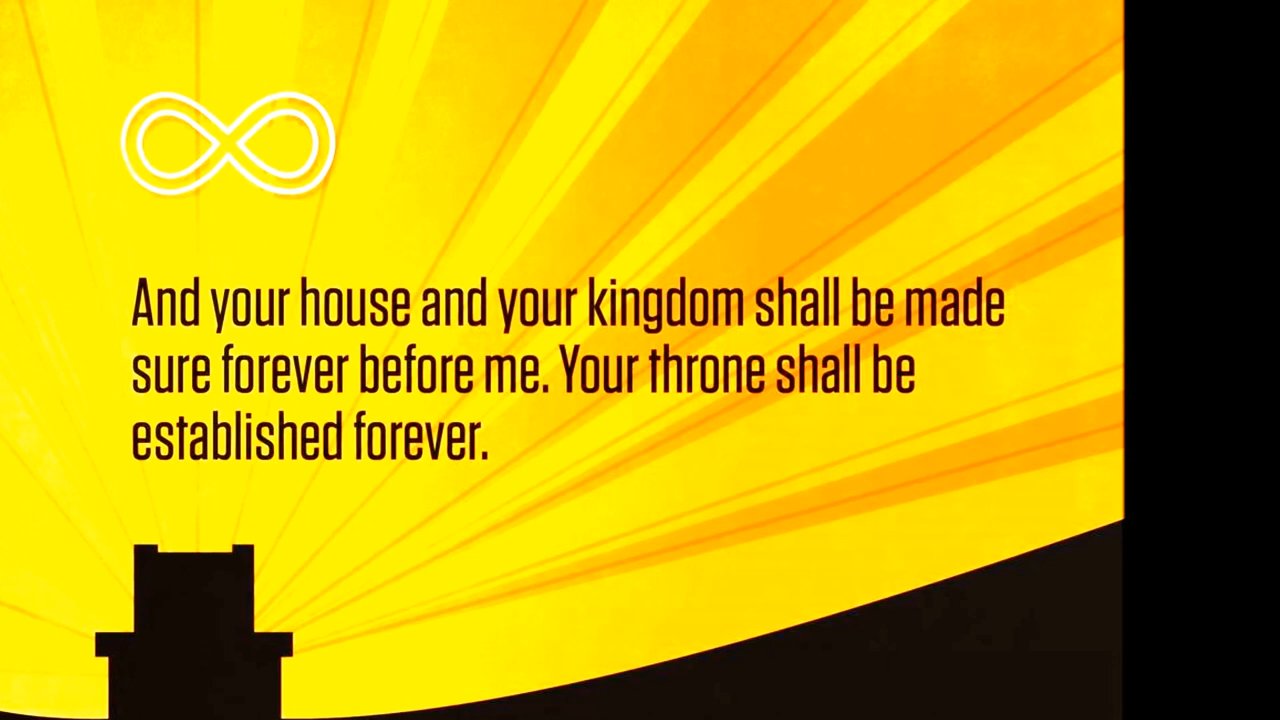 And your house and your kingdom shall be made
sure forever before me. Your throne shall be
established forever.